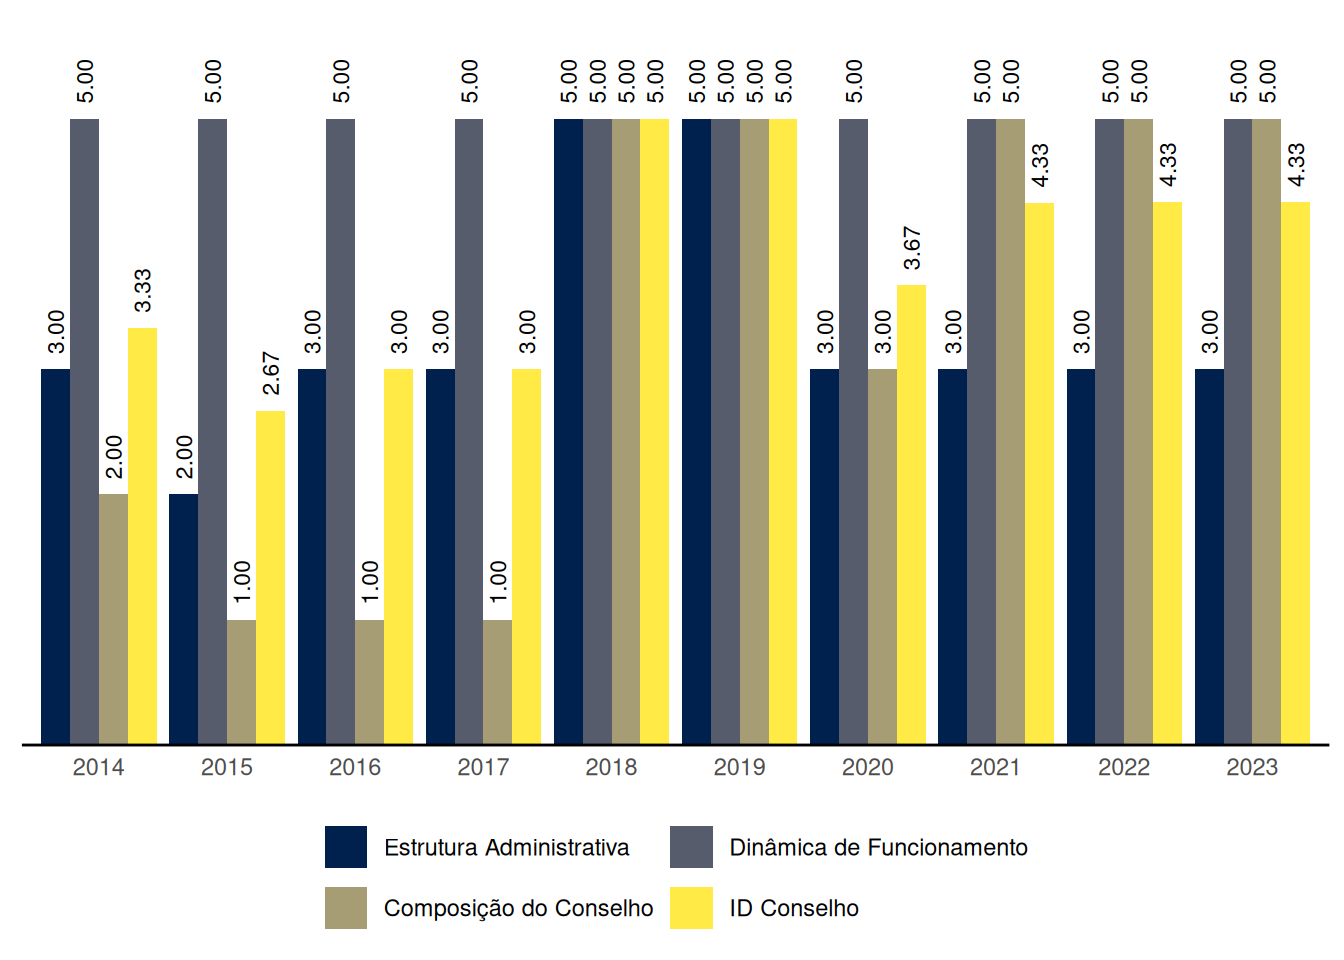 5.00 5.00 5.00 5.00 5.00 5.00 5.00 5.00 5.00 5.00 5.00 5.00 5.00 5.00 5.00 5.00 5.00 5.00 5.00
4.33 4.33 4.33
3.67
3.33
3.00 3.00 3.00 3.00 3.00 3.00 3.00 3.00 3.00 3.00
2.67
2.00 2.00
1.00 1.00 1.00
2014 2015 2016 2017 2018 2019 2020 2021 2022 2023
Estrutura Administrativa Dinâmica de Funcionamento
Composição do Conselho ID Conselho